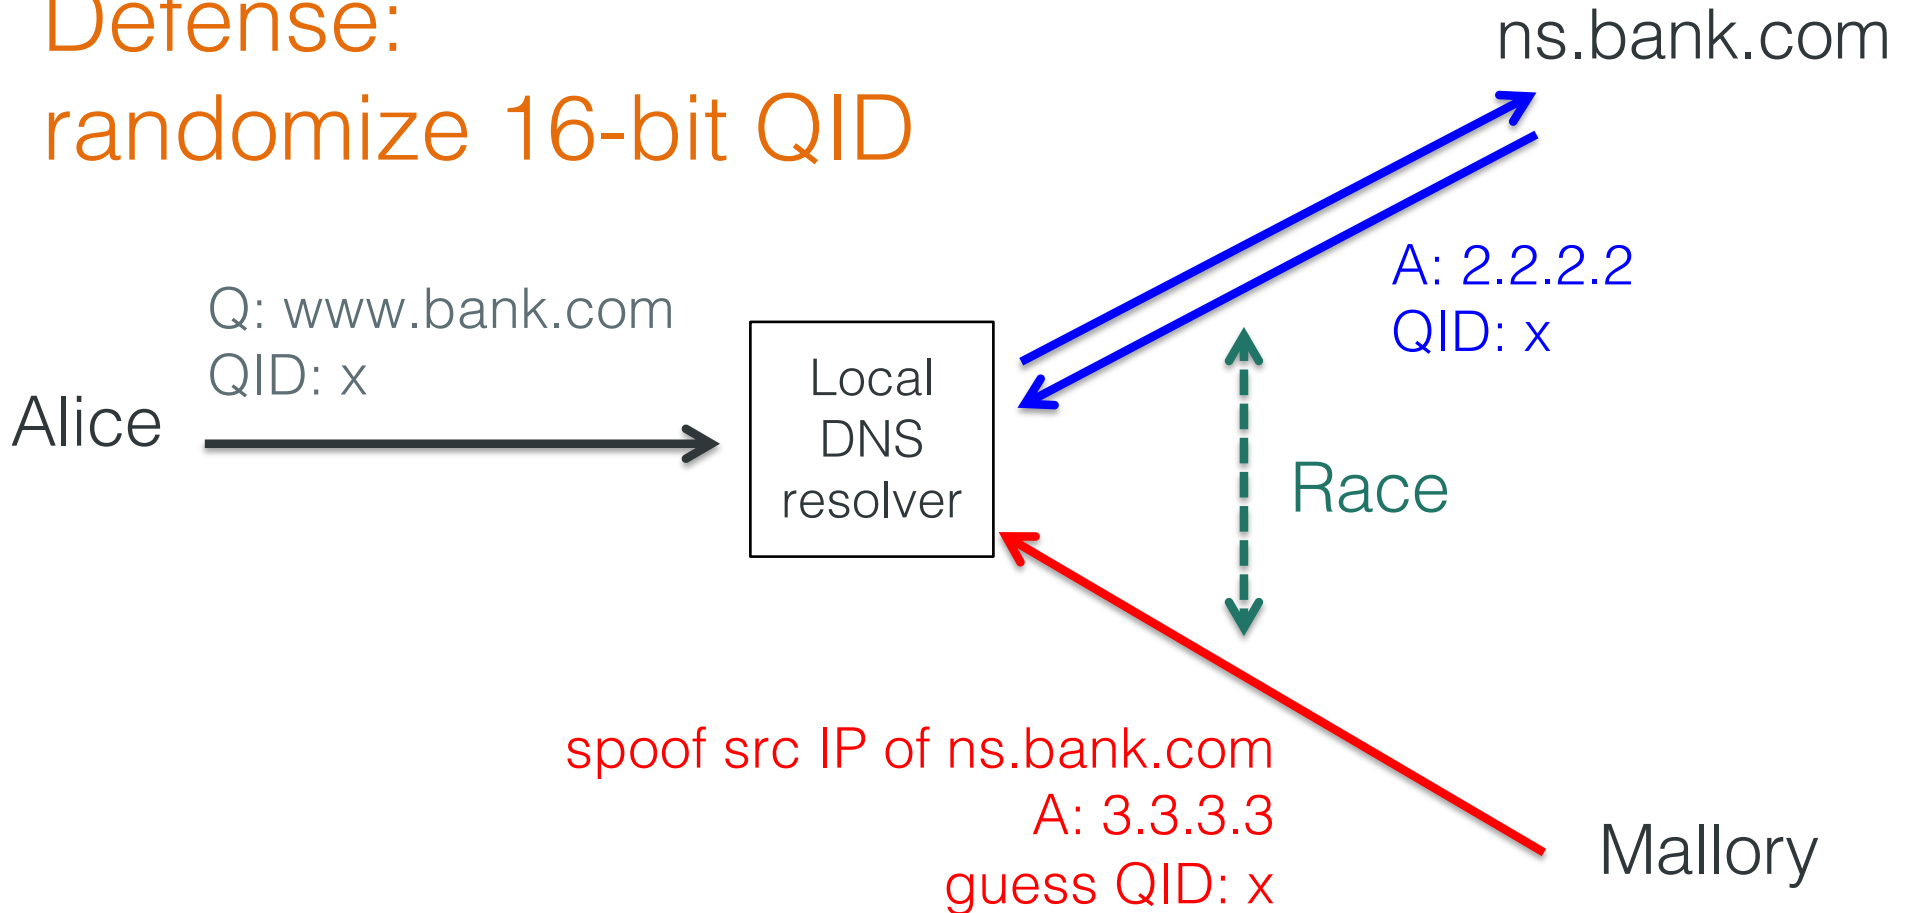 Defense:
randomize 16-bit QID
ns.bank.com
A: 2.2.2.2
QID: x
Q: www.bank.com
QID: x
Alice
Local
DNS
resolver
Race
spoof src IP of ns.bank.com
A: 3.3.3.3
guess QID: x
Mallory